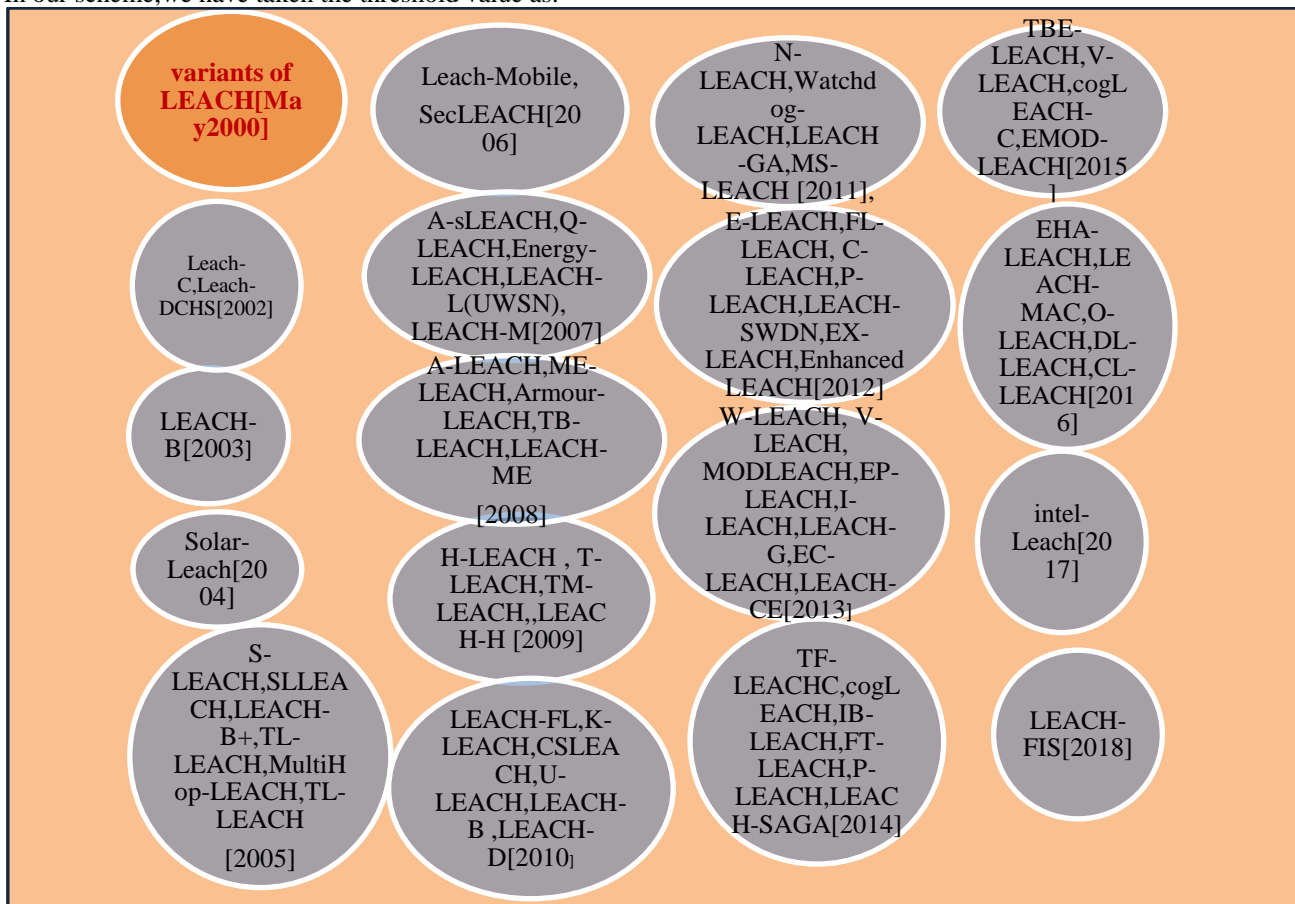 In our scheme,we have taken the threshold value as:
variants of
LEACH[Ma
y2000]
Leach-
C,Leach-
DCHS[2002]
LEACH-
B[2003]
Solar-
Leach[20
04]
S-
LEACH,SLLEA
CH,LEACH-
B+,TL-
LEACH,MultiH
op-LEACH,TL-
LEACH
[2005]
Leach-Mobile,
SecLEACH[20
06]
A-sLEACH,Q-
LEACH,Energy-
LEACH,LEACH-
L(UWSN),
LEACH-M[2007]
A-LEACH,ME-
LEACH,Armour-
LEACH,TB-
LEACH,LEACH-
ME
[2008]
H-LEACH , T-
LEACH,TM-
LEACH,,LEAC
H-H [2009]
LEACH-FL,K-
LEACH,CSLEA
CH,U-
LEACH,LEACH-
B ,LEACH-
D[2010]
N-
LEACH,Watchd
og-
LEACH,LEACH
-GA,MS-
LEACH [2011],
E-LEACH,FL-
LEACH, C-
LEACH,P-
LEACH,LEACH-
SWDN,EX-
LEACH,Enhanced
LEACH[2012]
W-LEACH, V-
LEACH,
MODLEACH,EP-
LEACH,I-
LEACH,LEACH-
G,EC-
LEACH,LEACH-
CE[2013]
TF-
LEACHC,cogL
EACH,IB-
LEACH,FT-
LEACH,P-
LEACH,LEAC
H-SAGA[2014]
TBE-
LEACH,V-
LEACH,cogL
EACH-
C,EMOD-
LEACH[2015
]
EHA-
LEACH,LE
ACH-
MAC,O-
LEACH,DL-
LEACH,CL-
LEACH[201
6]
intel-
Leach[20
17]
LEACH-
FIS[2018]